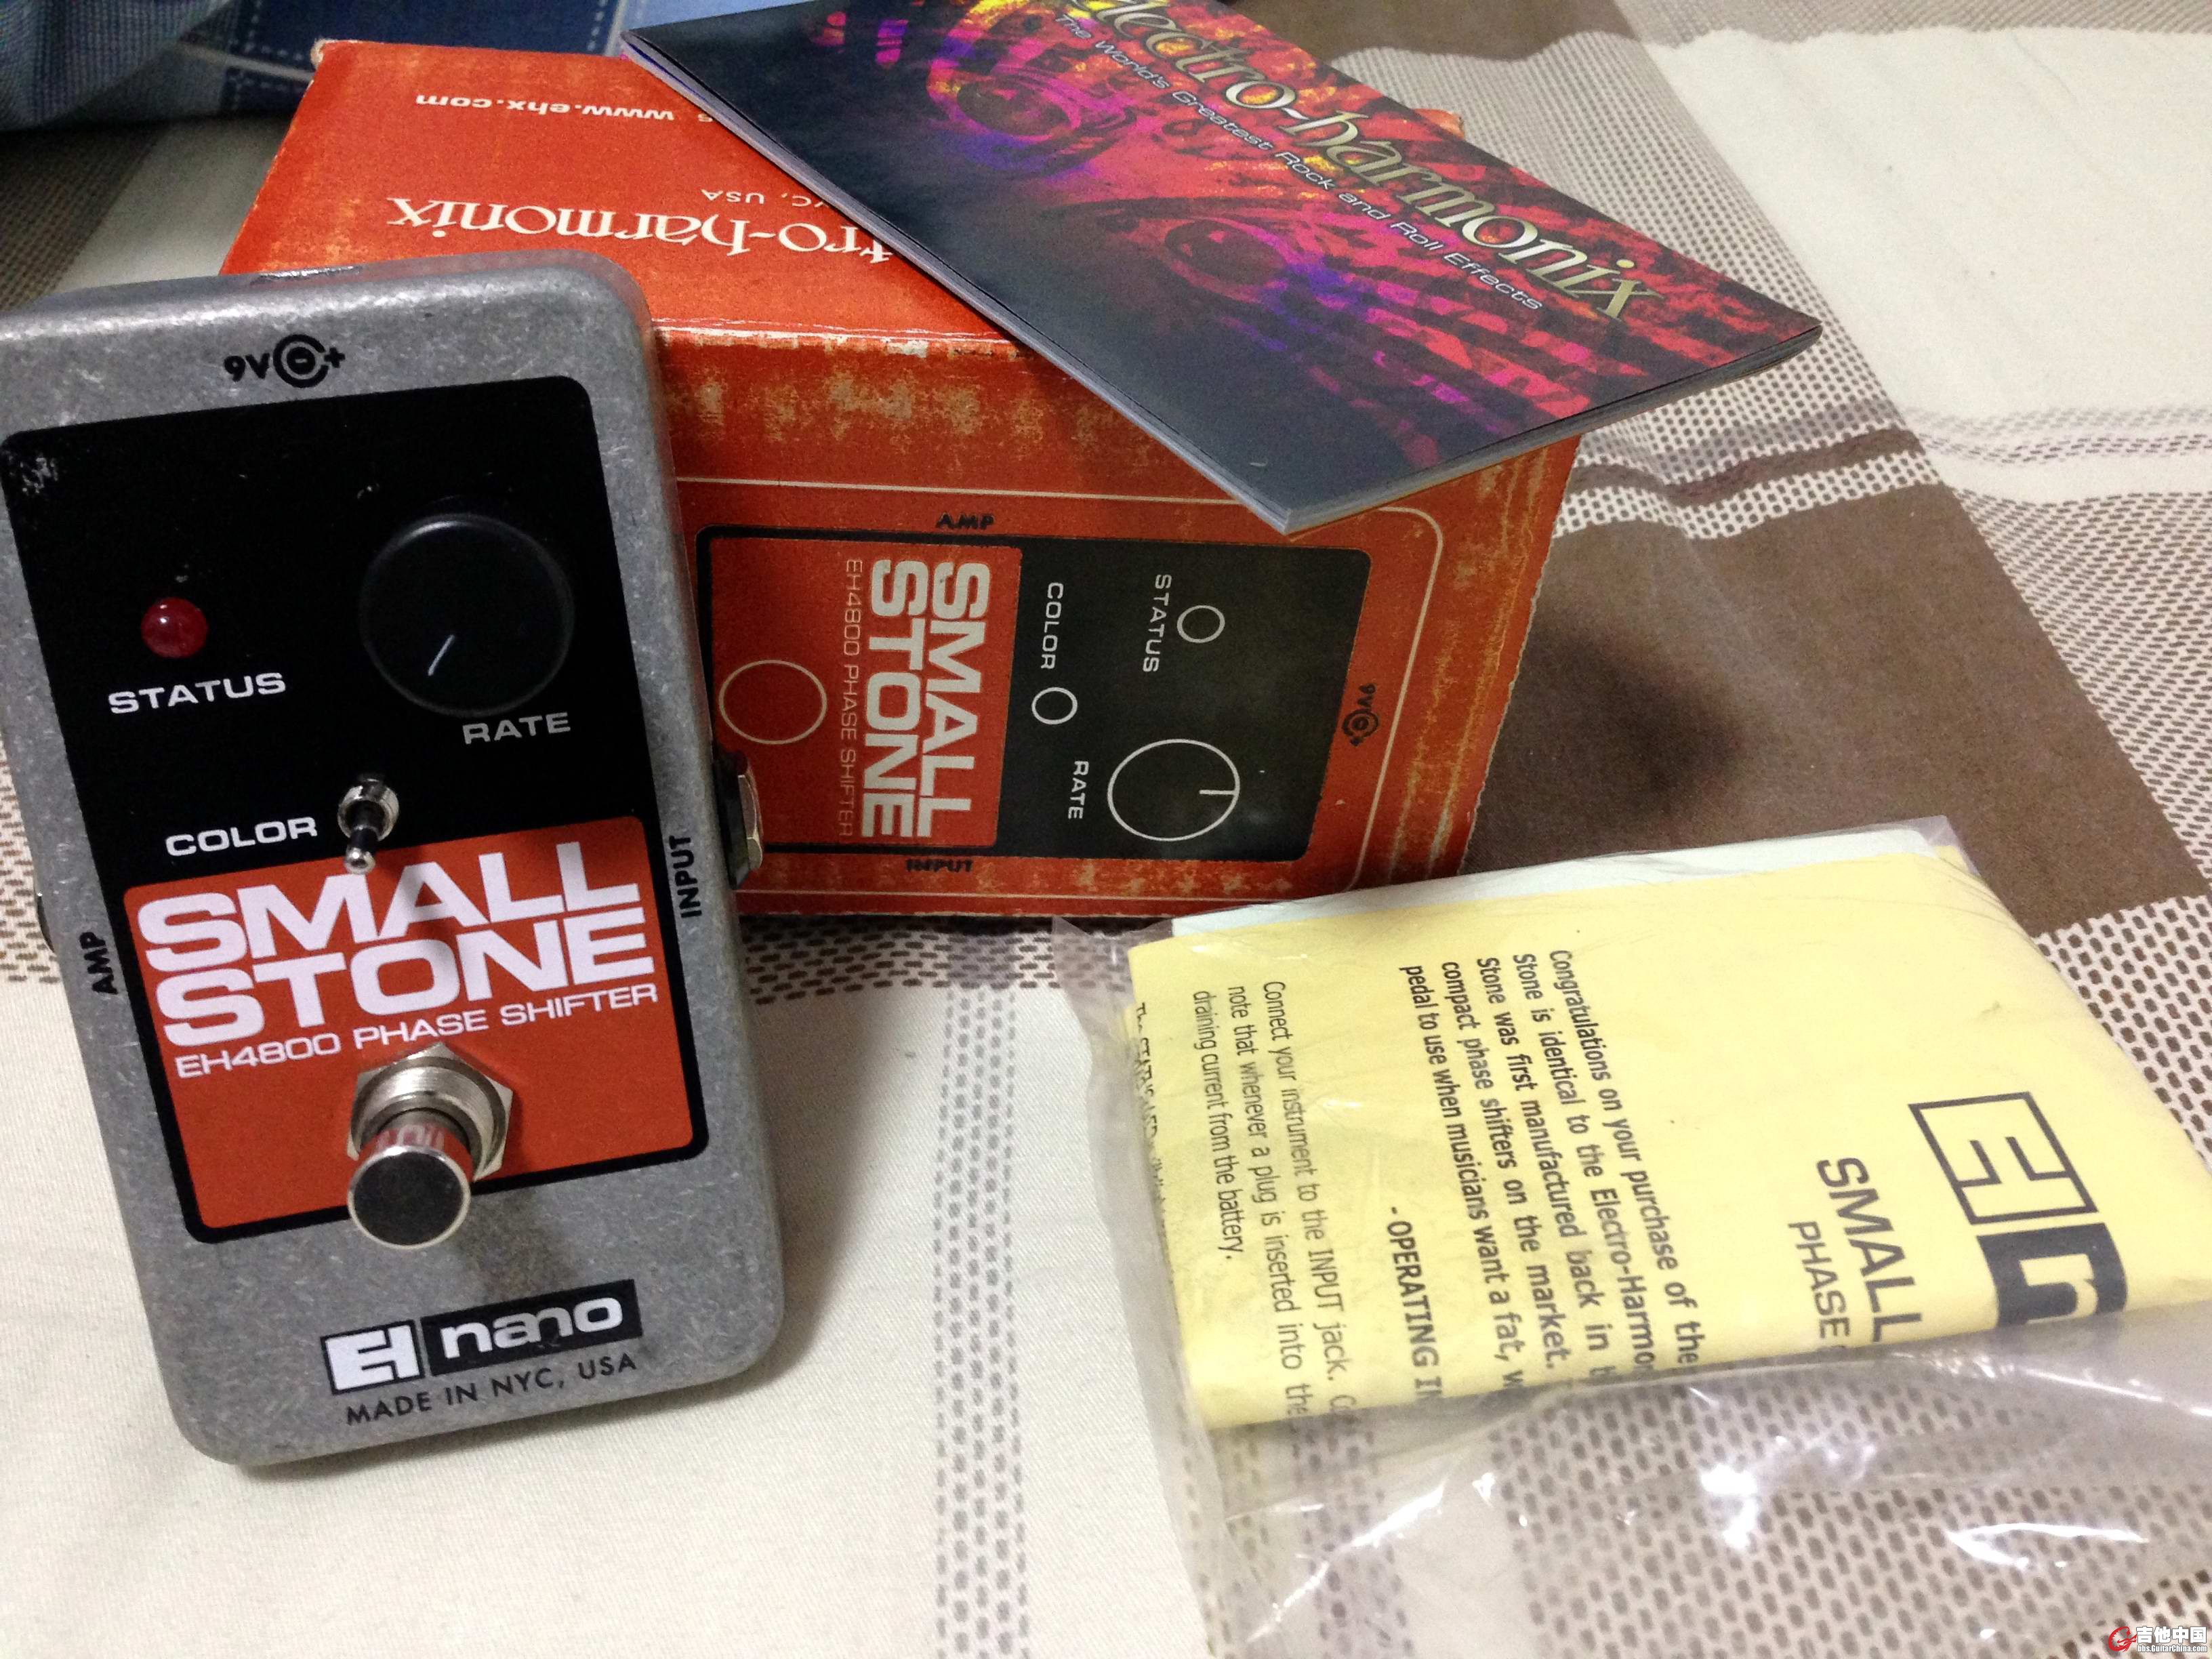 9V
STATUS
RATE
COLOR
INPUT
AMP
SMALL
STONE
EH4800 PHASE SHIFTER
EH nano
MADE IN NYC, USA
www.ehx.com
USA
tro-harmonix
AMP
SMALL
STONE
EH4800 PHASE SHIFTER
COLOR
STATUS
RATE
9V
INPUT
lectro-harmonix
The World's Greatest Rock and Roll Effects
EH
SMALL
PHASE
Congratulations on your purchase of the
Stone is identical to the Electro-Harmo
Stone was first manufactured back in
compact phase shifters on the market.
pedal to use when musicians want a fat,
- OPERATING
Connect your instrument to the INPUT jack.
note that whenever a plug is inserted into the
draining current from the battery.
吉他中国
bbs.GuitarChina.com